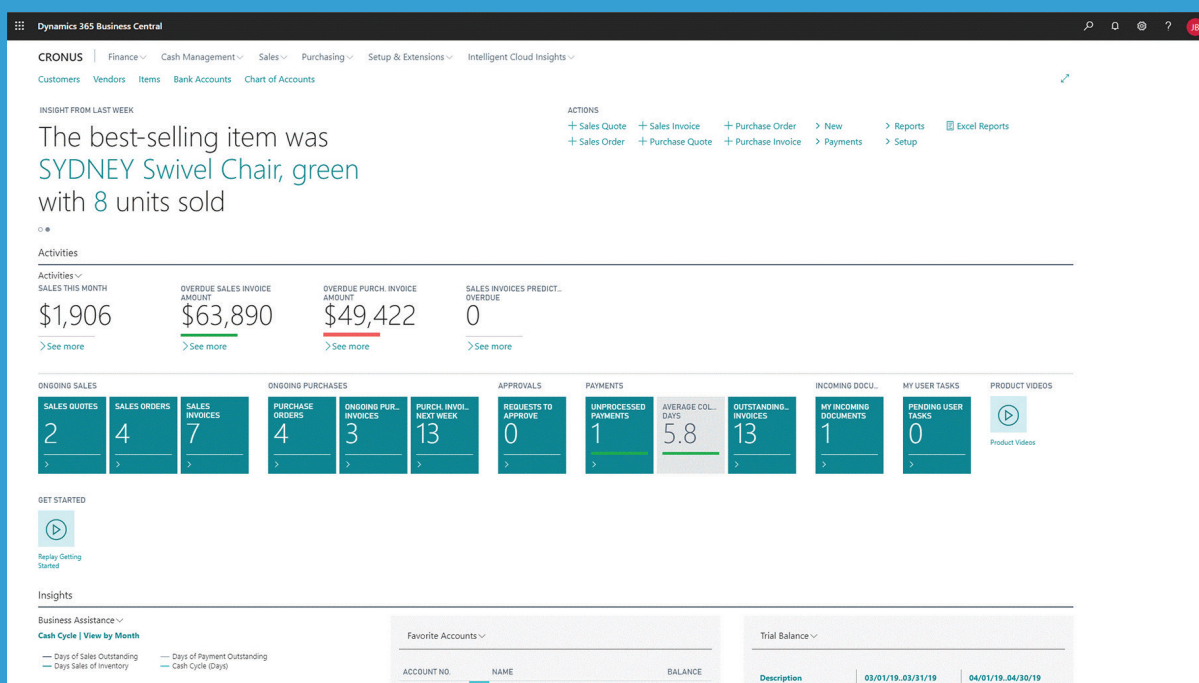 Dynamics 365 Business Central
JB
CRONUS Finance Cash Management Sales Purchasing Setup & Extensions Intelligent Cloud Insights
Customers Vendors Items Bank Accounts Chart of Accounts
INSIGHT FROM LAST WEEK
The best-selling item was
SYDNEY Swivel Chair, green
with 8 units sold
ACTIONS
+ Sales Quote + Sales Invoice + Purchase Order > New > Reports Excel Reports
+ Sales Order + Purchase Quote + Purchase Invoice > Payments > Setup
Activities
Activities
SALES THIS MONTH
$1,906
>See more
OVERDUE SALES INVOICE
AMOUNT
$63,890
>See more
OVERDUE PURCH. INVOICE
AMOUNT
$49,422
>See more
SALES INVOICES PREDICT...
OVERDUE
0
>See more
ONGOING SALES
SALES QUOTES
2
SALES ORDERS
4
SALES
INVOICES
7
ONGOING PURCHASES
PURCHASE
ORDERS
4
ONGOING PUR...
INVOICES
3
PURCH. INVOI...
NEXT WEEK
13
APPROVALS
REQUESTS TO
APPROVE
0
PAYMENTS
UNPROCESSED
PAYMENTS
1
AVERAGE COL...
DAYS
5.8
OUTSTANDING...
INVOICES
13
INCOMING DOCU...
MY INCOMING
DOCUMENTS
1
MY USER TASKS
PENDING USER
TASKS
0
PRODUCT VIDEOS
Product Videos
GET STARTED
Replay Getting
Started
Insights
Business Assistance
Cash Cycle | View by Month
Days of Sales Outstanding Days of Payment Outstanding
Days Sales of Inventory Cash Cycle (Days)
Favorite Accounts
ACCOUNT NO. NAME BALANCE
Trial Balance
Description 03/01/19..03/31/19 04/01/19..04/30/19